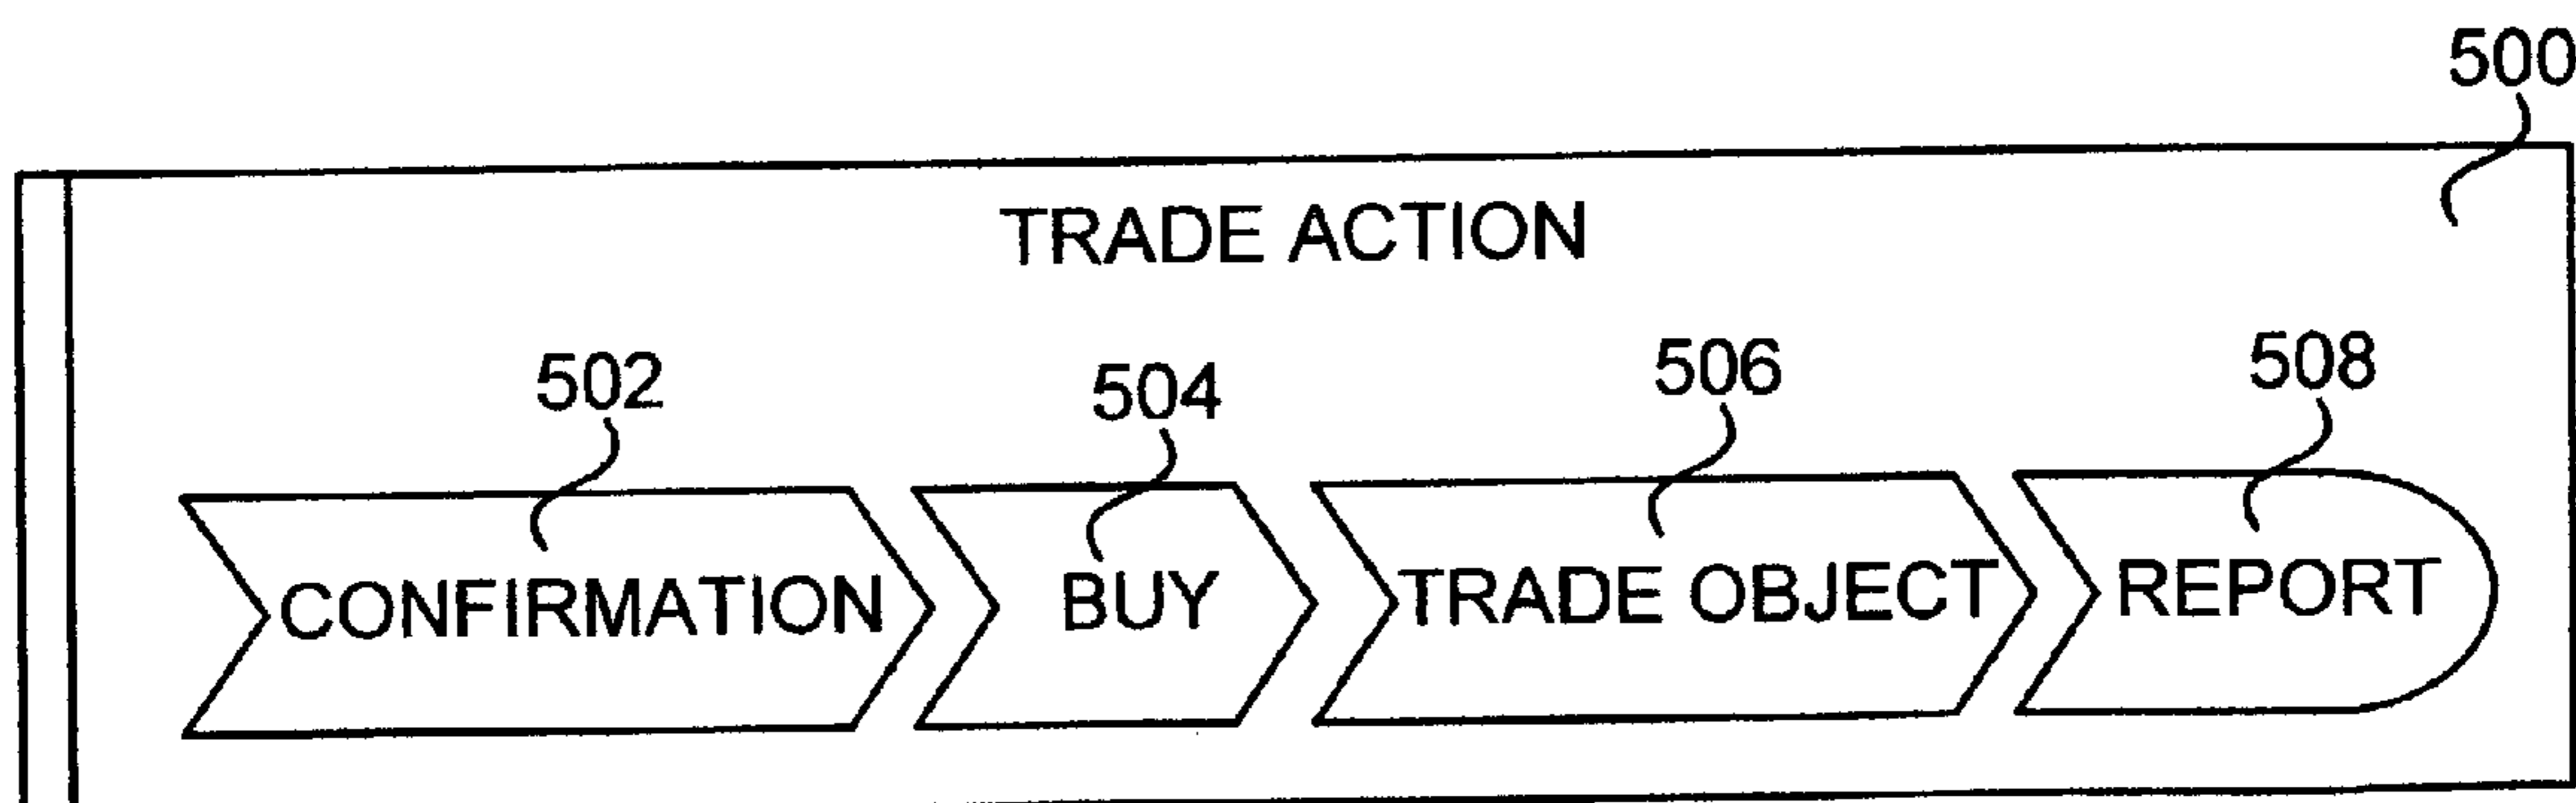 500
TRADE ACTION
502 504 506 508
CONFIRMATION BUY TRADE OBJECT REPORT